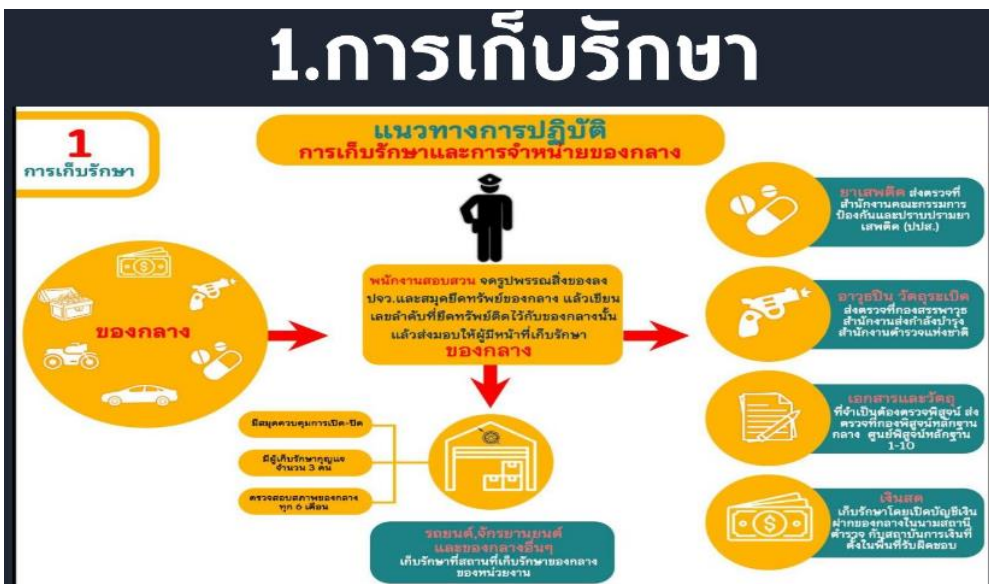 1.การเก็บรักษา
1
การเก็บรักษา
แนวทางการปฏิบัติ
การเก็บรักษาและการจำหน่ายของกลาง
ของกลาง
พนักงานสอบสวน จดรูปพรรณสิ่งของลง
ปจว.และสมุดยึดทรัพย์ของกลาง แล้วเขียน
เลขลำดับที่ยึดทรัพย์ติดไว้กับของกลางนั้น
แล้วส่งมอบให้ผู้มีหน้าที่เก็บรักษา
ของกลาง
ยาเสพติด ส่งตรวจที่
สำนักงานคณะกรรมการ
ป้องกันและปราบปรามยา
เสพติด (ปปส.)
อาวุธปืน วัตถุระเบิด
ส่งตรวจที่กองสรรพาวุธ
สำนักงานส่งกำลังบำรุง
สำนักงานตำรวจแห่งชาติ
เอกสารและวัตถุ
ที่จำเป็นต้องตรวจพิสูจน์ ส่ง
ตรวจที่กองพิสูจน์หลักฐาน
กลาง ศูนย์พิสูจน์หลักฐาน
1-10
เงินสด
เก็บรักษาโดยเปิดบัญชีเงิน
ฝากของกลางในนามสถานี
ตำรวจ กับสถาบันการเงินที่
ตั้งในพื้นที่รับผิดชอบ
มีสมุดควบคุมการเปิด-ปิด
มีผู้เก็บรักษากุญแจ
จำนวน 3 คน
ตรวจสอบสภาพของกลาง
ทุก 6 เดือน
รถยนต์,จักรยานยนต์
และของกลางอื่นๆ
เก็บรักษาที่สถานที่เก็บรักษาของกลาง
ของหน่วยงาน